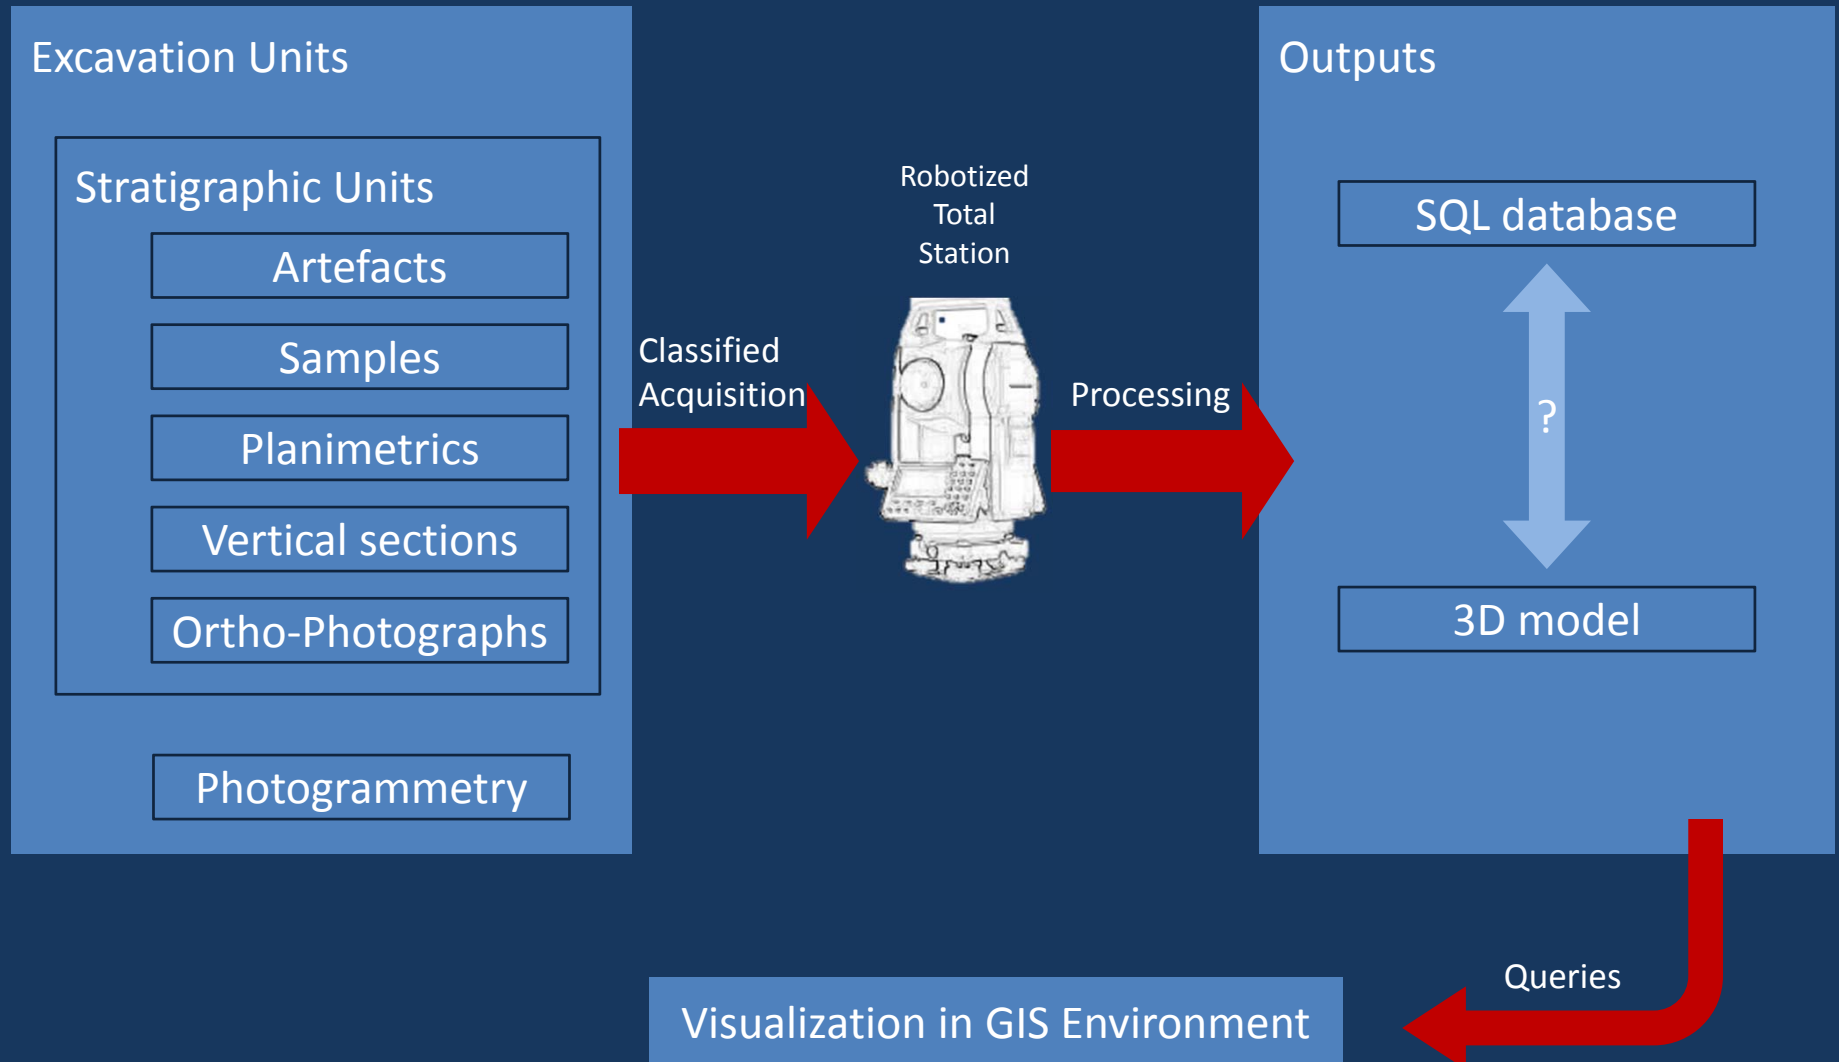 Excavation Units
Stratigraphic Units
Artefacts
Samples
Planimetrics
Vertical sections
Ortho-Photographs
Photogrammetry
Classified
Acquisition
Robotized
Total
Station
Processing
Outputs
SQL database
?
3D model
Queries
Visualization in GIS Environment